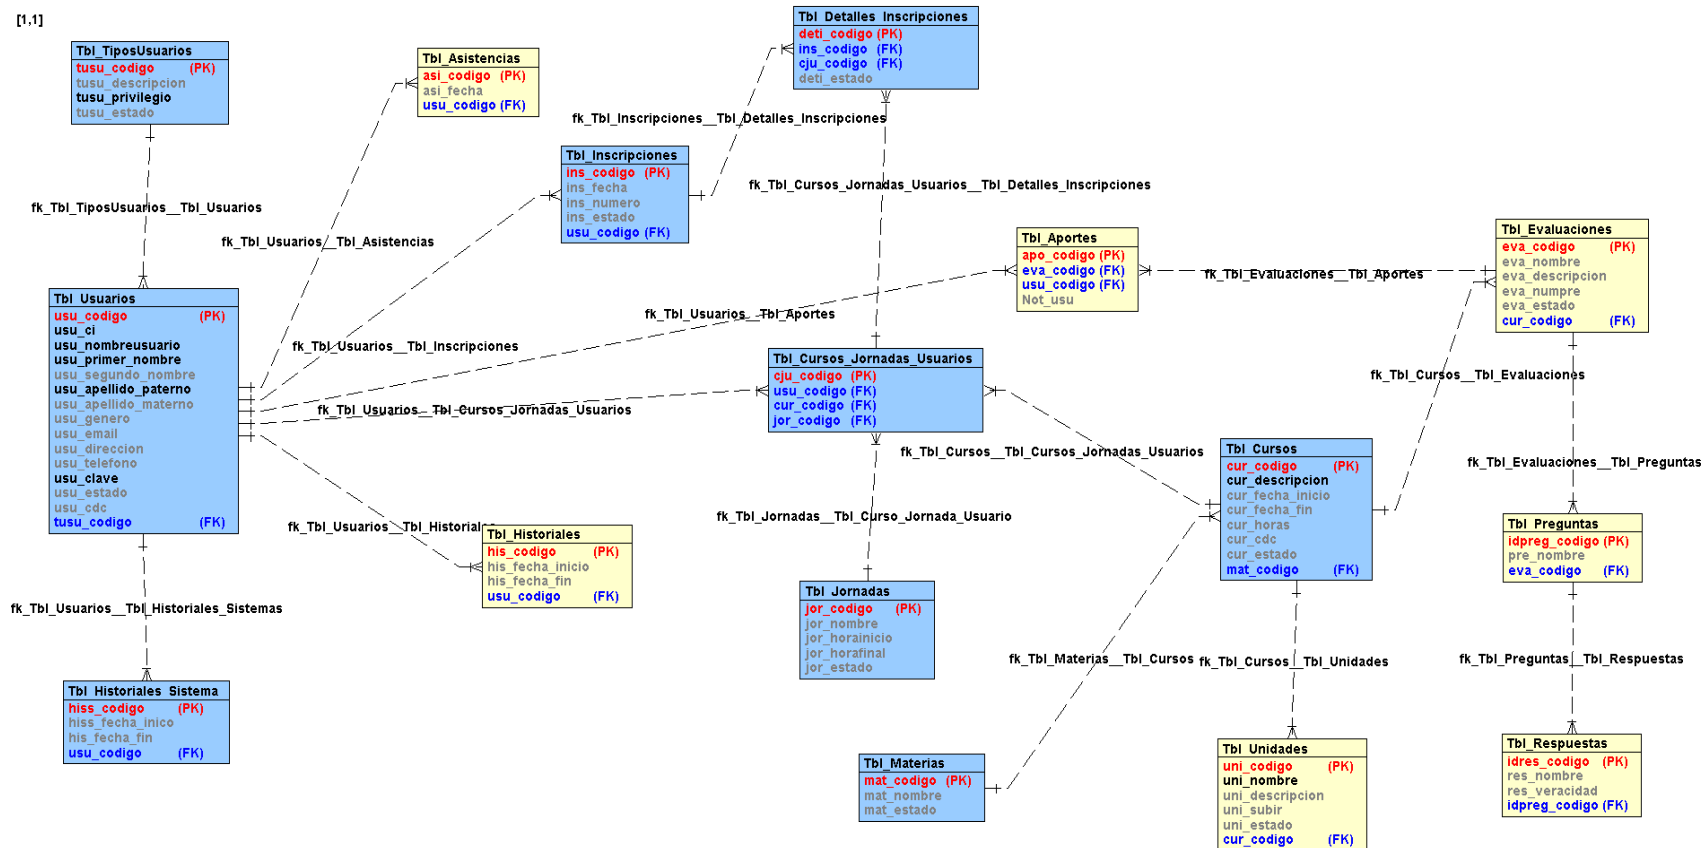 [1,1]
Tbl_TiposUsuarios
tusu_codigo (PK)
tusu_descripcion
tusu_privilegio
tusu_estado
Tbl_Asistencias
asi_codigo (PK)
asi_fecha
usu_codigo (FK)
Tbl_Detalles_Inscripciones
deti_codigo (PK)
ins_codigo (FK)
cju_codigo (FK)
deti_estado
fk_Tbl_Inscripciones__Tbl_Detalles_Inscripciones
Tbl_Inscripciones
ins_codigo (PK)
ins_fecha
ins_numero
ins_estado
usu_codigo (FK)
fk_Tbl_Cursos_Jornadas_Usuarios__Tbl_Detalles_Inscripciones
fk_Tbl_TiposUsuarios__Tbl_Usuarios
fk_Tbl_Usuarios__Tbl_Asistencias
Tbl_Aportes
apo_codigo (PK)
eva_codigo (FK)
usu_codigo (FK)
Not_usu
fk_Tbl_Evaluaciones__Tbl_Aportes
Tbl_Evaluaciones
eva_codigo (PK)
eva_nombre
eva_descripcion
eva_numpre
eva_estado
cur_codigo (FK)
Tbl_Usuarios
usu_codigo (PK)
usu_ci
usu_nombreusuario
usu_primer_nombre
usu_segundo_nombre
usu_apellido_paterno
usu_apellido_materno
usu_genero
usu_email
usu_direccion
usu_telefono
usu_clave
usu_estado
usu_cdc
tusu_codigo (FK)
fk_Tbl_Usuarios__Tbl_Aportes
fk_Tbl_Usuarios__Tbl_Inscripciones
fk_Tbl_Usuarios__Tbl_Cursos_Jornadas_Usuarios
Tbl_Cursos_Jornadas_Usuarios
cju_codigo (PK)
usu_codigo (FK)
cur_codigo (FK)
jor_codigo (FK)
fk_Tbl_Cursos__Tbl_Evaluaciones
fk_Tbl_Cursos__Tbl_Cursos_Jornadas_Usuarios
Tbl_Cursos
cur_codigo (PK)
cur_descripcion
cur_fecha_inicio
cur_fecha_fin
cur_horas
cur_cdc
cur_estado
mat_codigo (FK)
fk_Tbl_Evaluaciones__Tbl_Preguntas
fk_Tbl_Jornadas__Tbl_Curso_Jornada_Usuario
fk_Tbl_Usuarios__Tbl_Historiales
Tbl_Historiales
his_codigo (PK)
his_fecha_inicio
his_fecha_fin
usu_codigo (FK)
Tbl_Preguntas
idpreg_codigo (PK)
pre_nombre
eva_codigo (FK)
Tbl_Jornadas
jor_codigo (PK)
jor_nombre
jor_horainicio
jor_horafinal
jor_estado
fk_Tbl_Usuarios__Tbl_Historiales_Sistemas
fk_Tbl_Materias__Tbl_Cursos
fk_Tbl_Cursos__Tbl_Unidades
fk_Tbl_Preguntas__Tbl_Respuestas
Tbl_Historiales_Sistema
hiss_codigo (PK)
hiss_fecha_inico
his_fecha_fin
usu_codigo (FK)
Tbl_Materias
mat_codigo (PK)
mat_nombre
mat_estado
Tbl_Unidades
uni_codigo (PK)
uni_nombre
uni_descripcion
uni_subir
uni_estado
cur_codigo (FK)
Tbl_Respuestas
idres_codigo (PK)
res_nombre
res_veracidad
idpreg_codigo (FK)